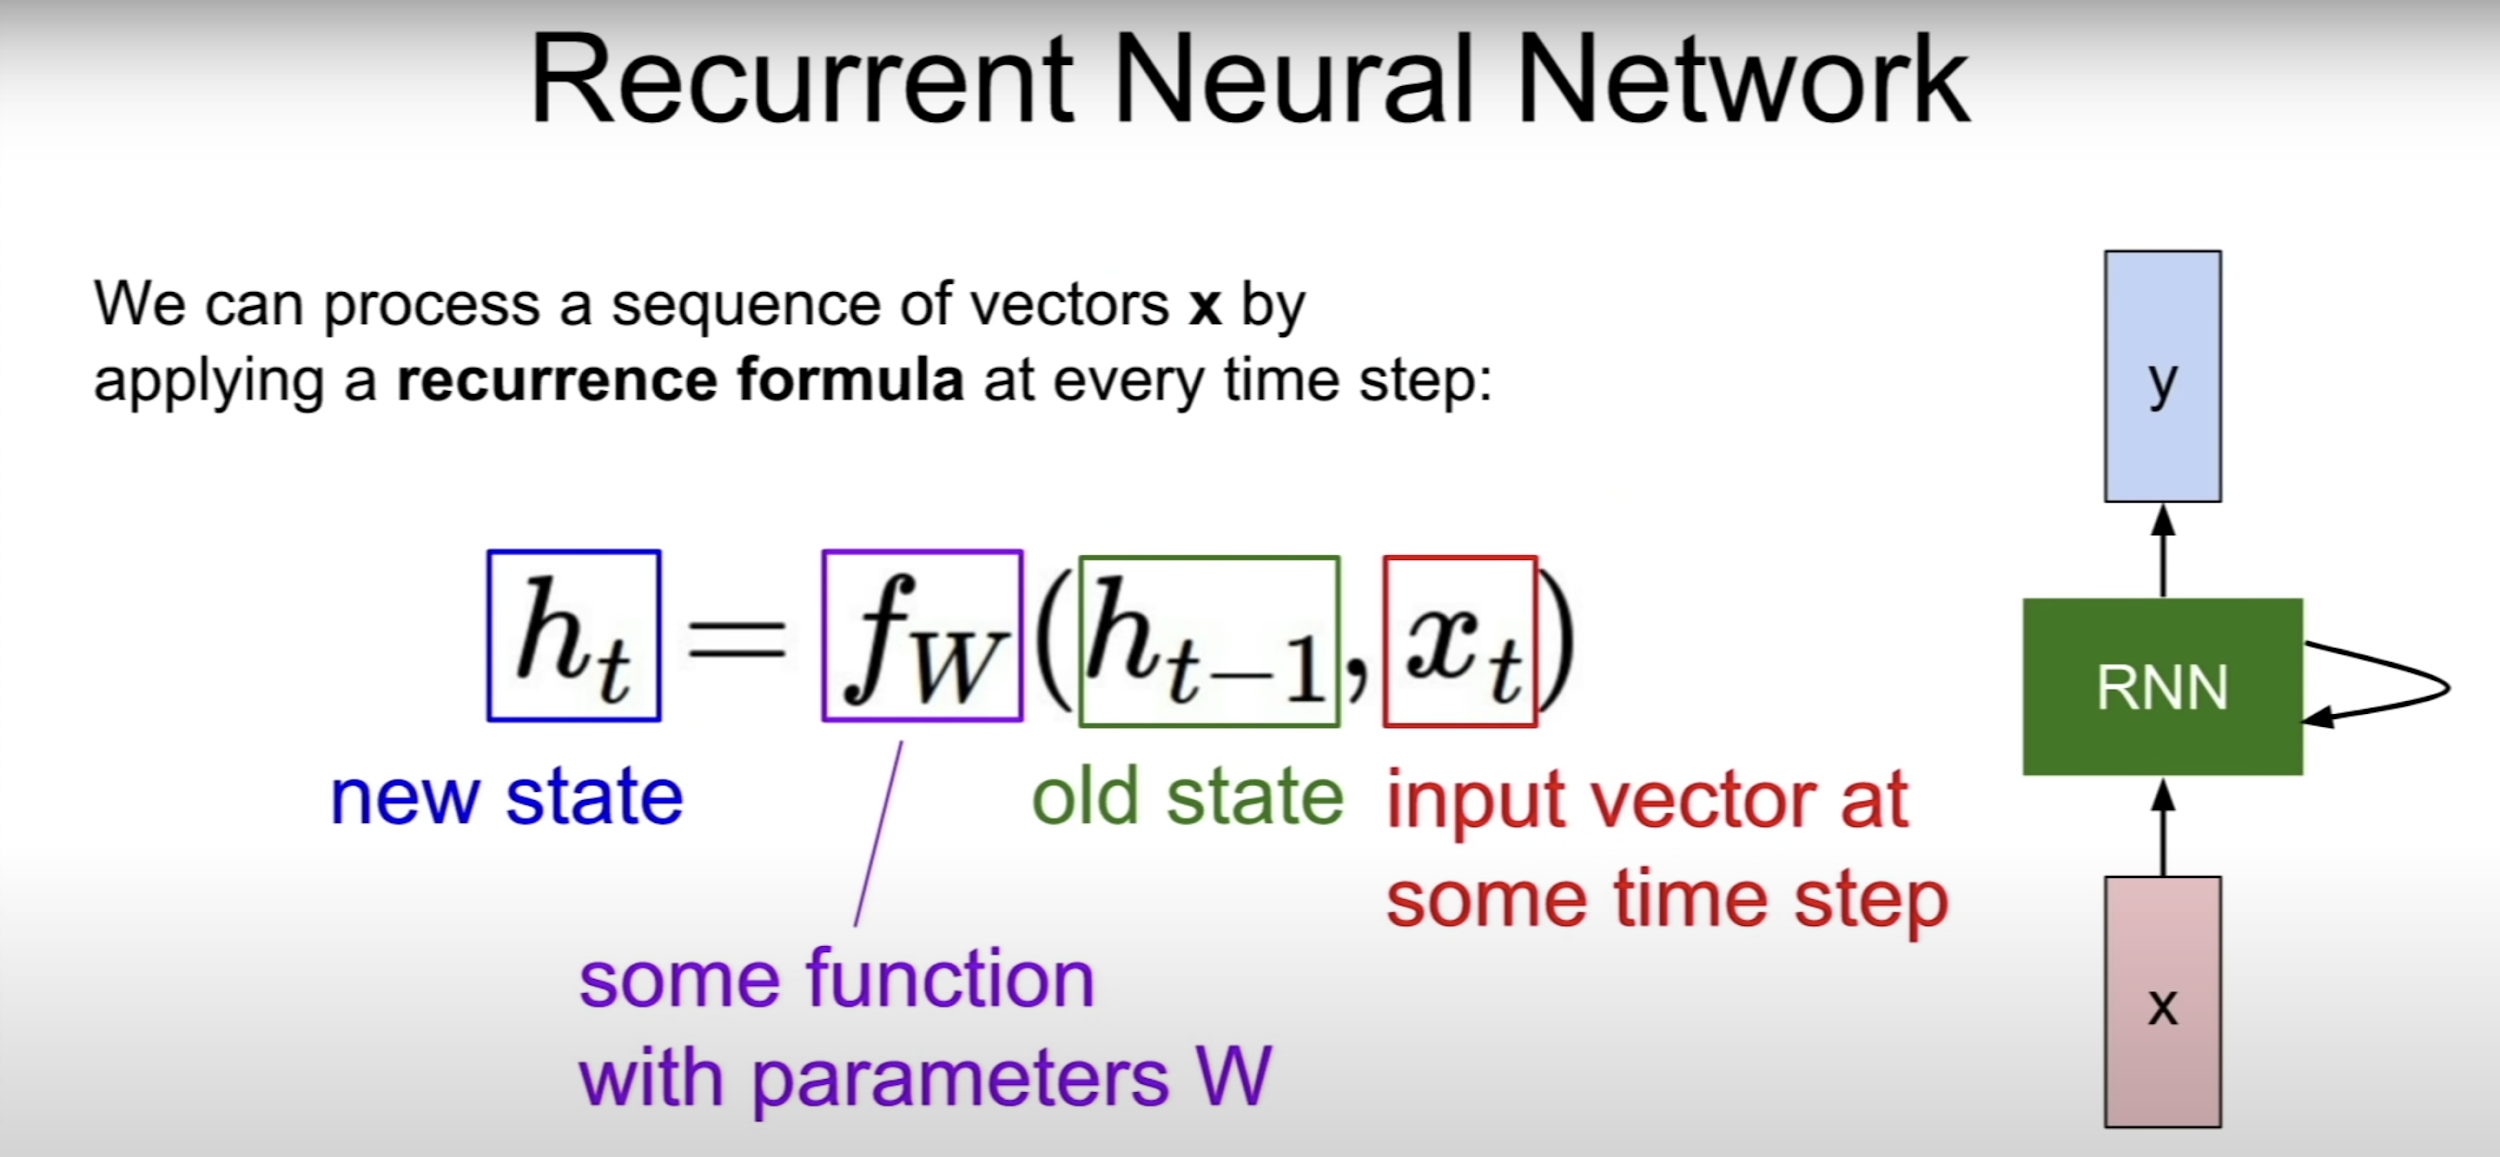 Recurrent Neural Network
We can process a sequence of vectors x by
applying a recurrence formula at every time step:
h_t = f_W(h_{t-1}, x_t)
new state
old state
input vector at
some time step
some function
with parameters W
y
RNN
x